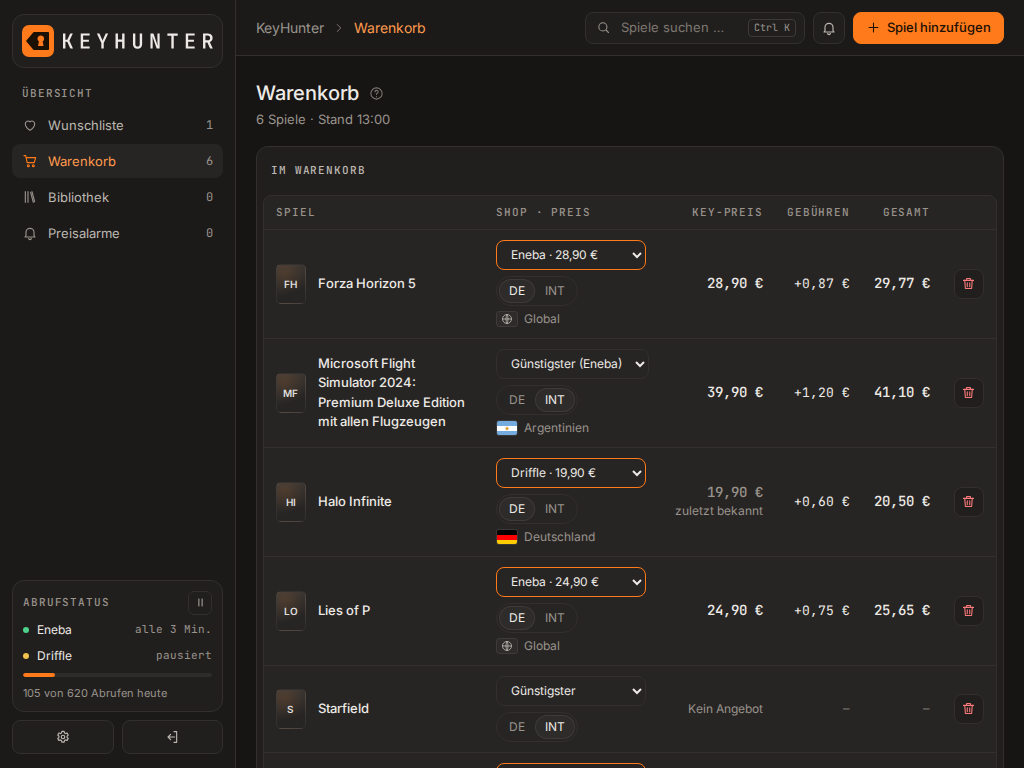 KEYHUNTER
KeyHunter > Warenkorb
Spiele suchen ...
Ctrl K
Spiel hinzufügen
ÜBERSICHT
Wunschliste 1
Warenkorb 6
Bibliothek 0
Preisalarme 0
Warenkorb
6 Spiele · Stand 13:00
IM WARENKORB
SPIEL SHOP · PREIS KEY-PREIS GEBÜHREN GESAMT
Eneba · 28,90 €
FH Forza Horizon 5 DE INT 28,90 € +0,87 € 29,77 €
Global
Microsoft Flight
Simulator 2024:
Premium Deluxe Edition
mit allen Flugzeugen
MF
Günstigster (Eneba)
DE INT
Argentinien
39,90 € +1,20 € 41,10 €
Driffle · 19,90 €
HI Halo Infinite DE INT 19,90 € +0,60 € 20,50 €
zuletzt bekannt
Deutschland
Eneba · 24,90 €
LO Lies of P DE INT 24,90 € +0,75 € 25,65 €
Global
Günstigster
S Starfield DE INT Kein Angebot – –
ABRUFSTATUS
Eneba alle 3 Min.
Driffle pausiert
105 von 620 Abrufen heute